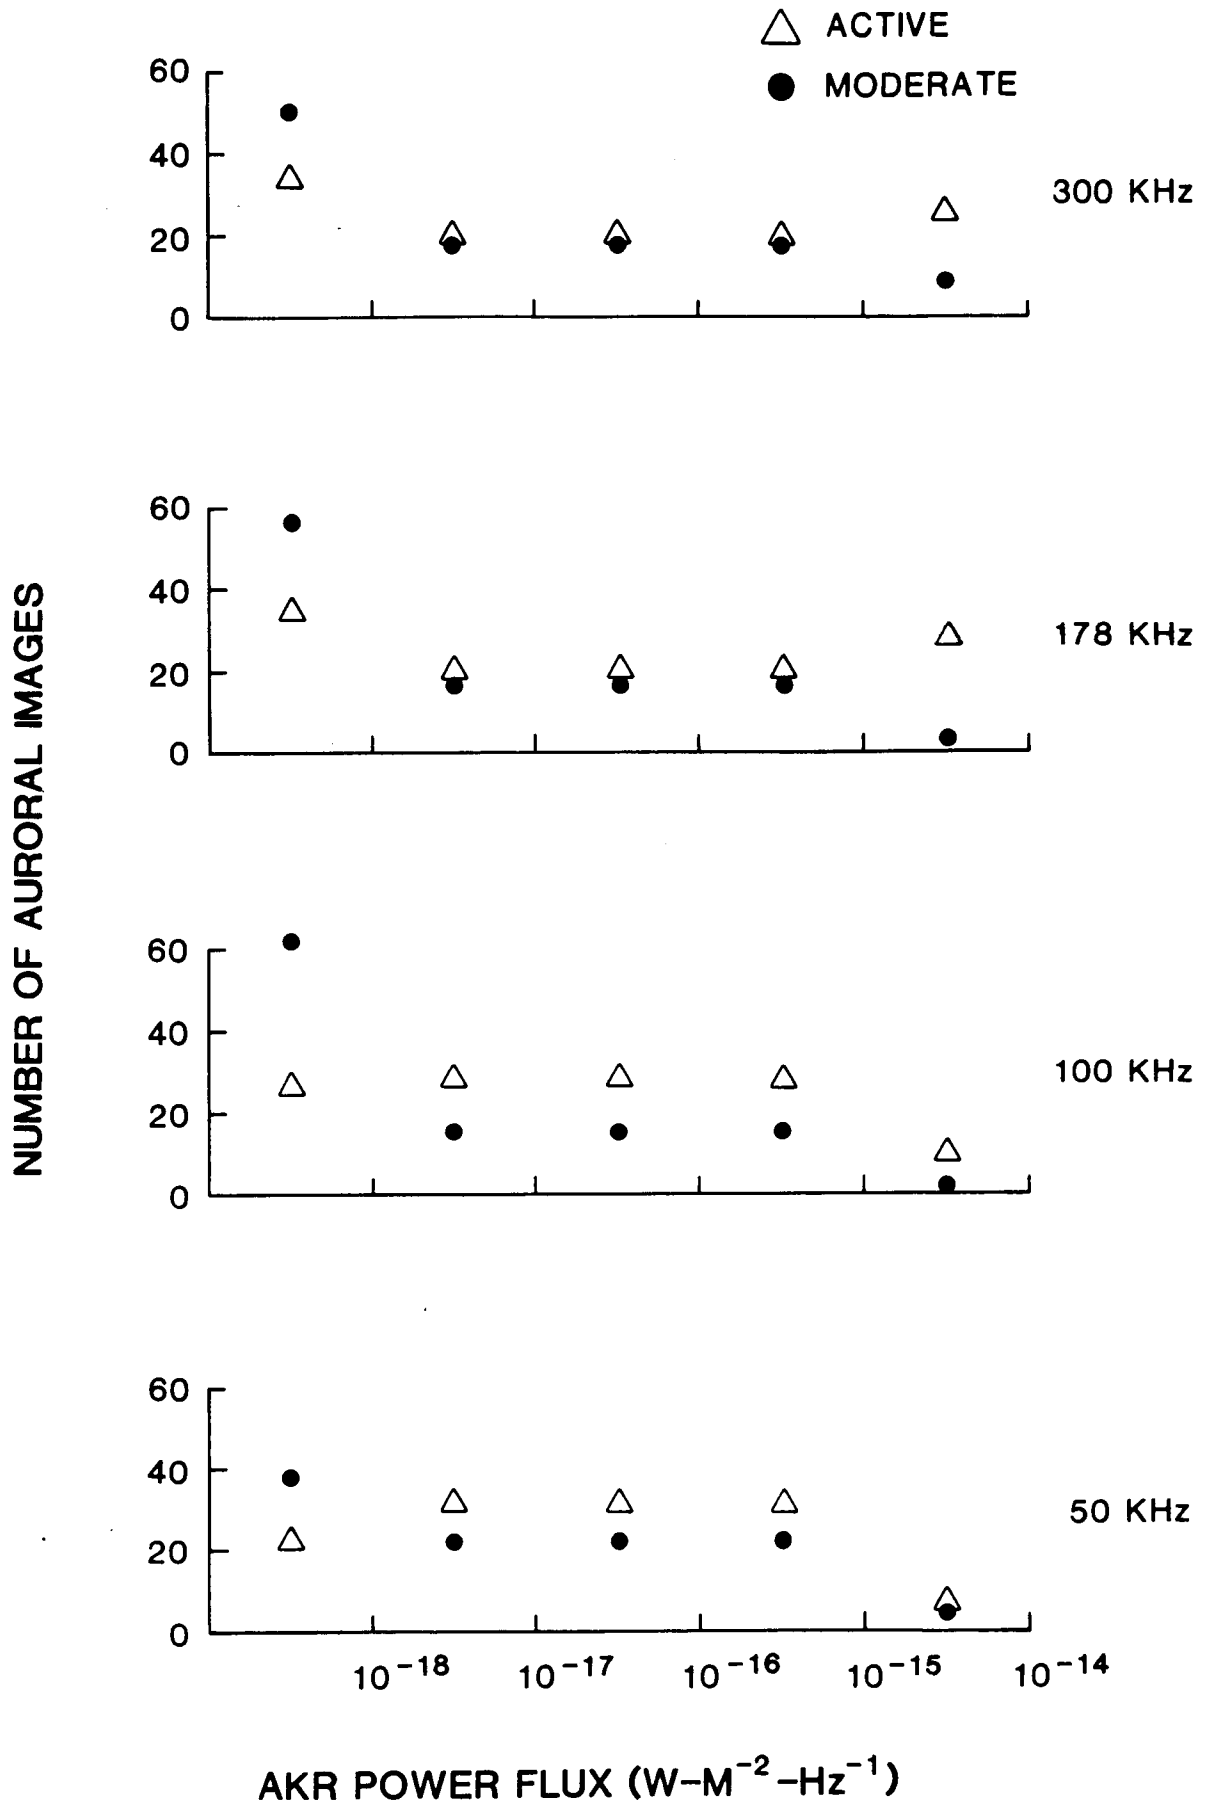 ACTIVE
MODERATE
60
40
20
0
300 KHz
60
40
20
0
178 KHz
NUMBER OF AURORAL IMAGES
60
40
20
0
100 KHz
60
40
20
0
50 KHz
10⁻¹⁸ 10⁻¹⁷ 10⁻¹⁶ 10⁻¹⁵ 10⁻¹⁴
AKR POWER FLUX (W–M⁻²–Hz⁻¹)